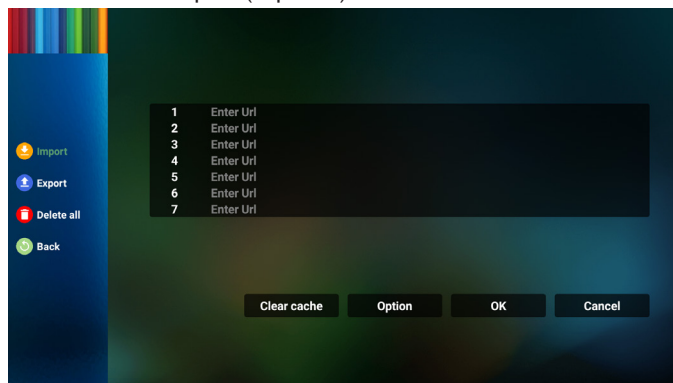 Import
Export
Delete all
Back
1 Enter Url
2 Enter Url
3 Enter Url
4 Enter Url
5 Enter Url
6 Enter Url
7 Enter Url
Clear cache Option OK Cancel